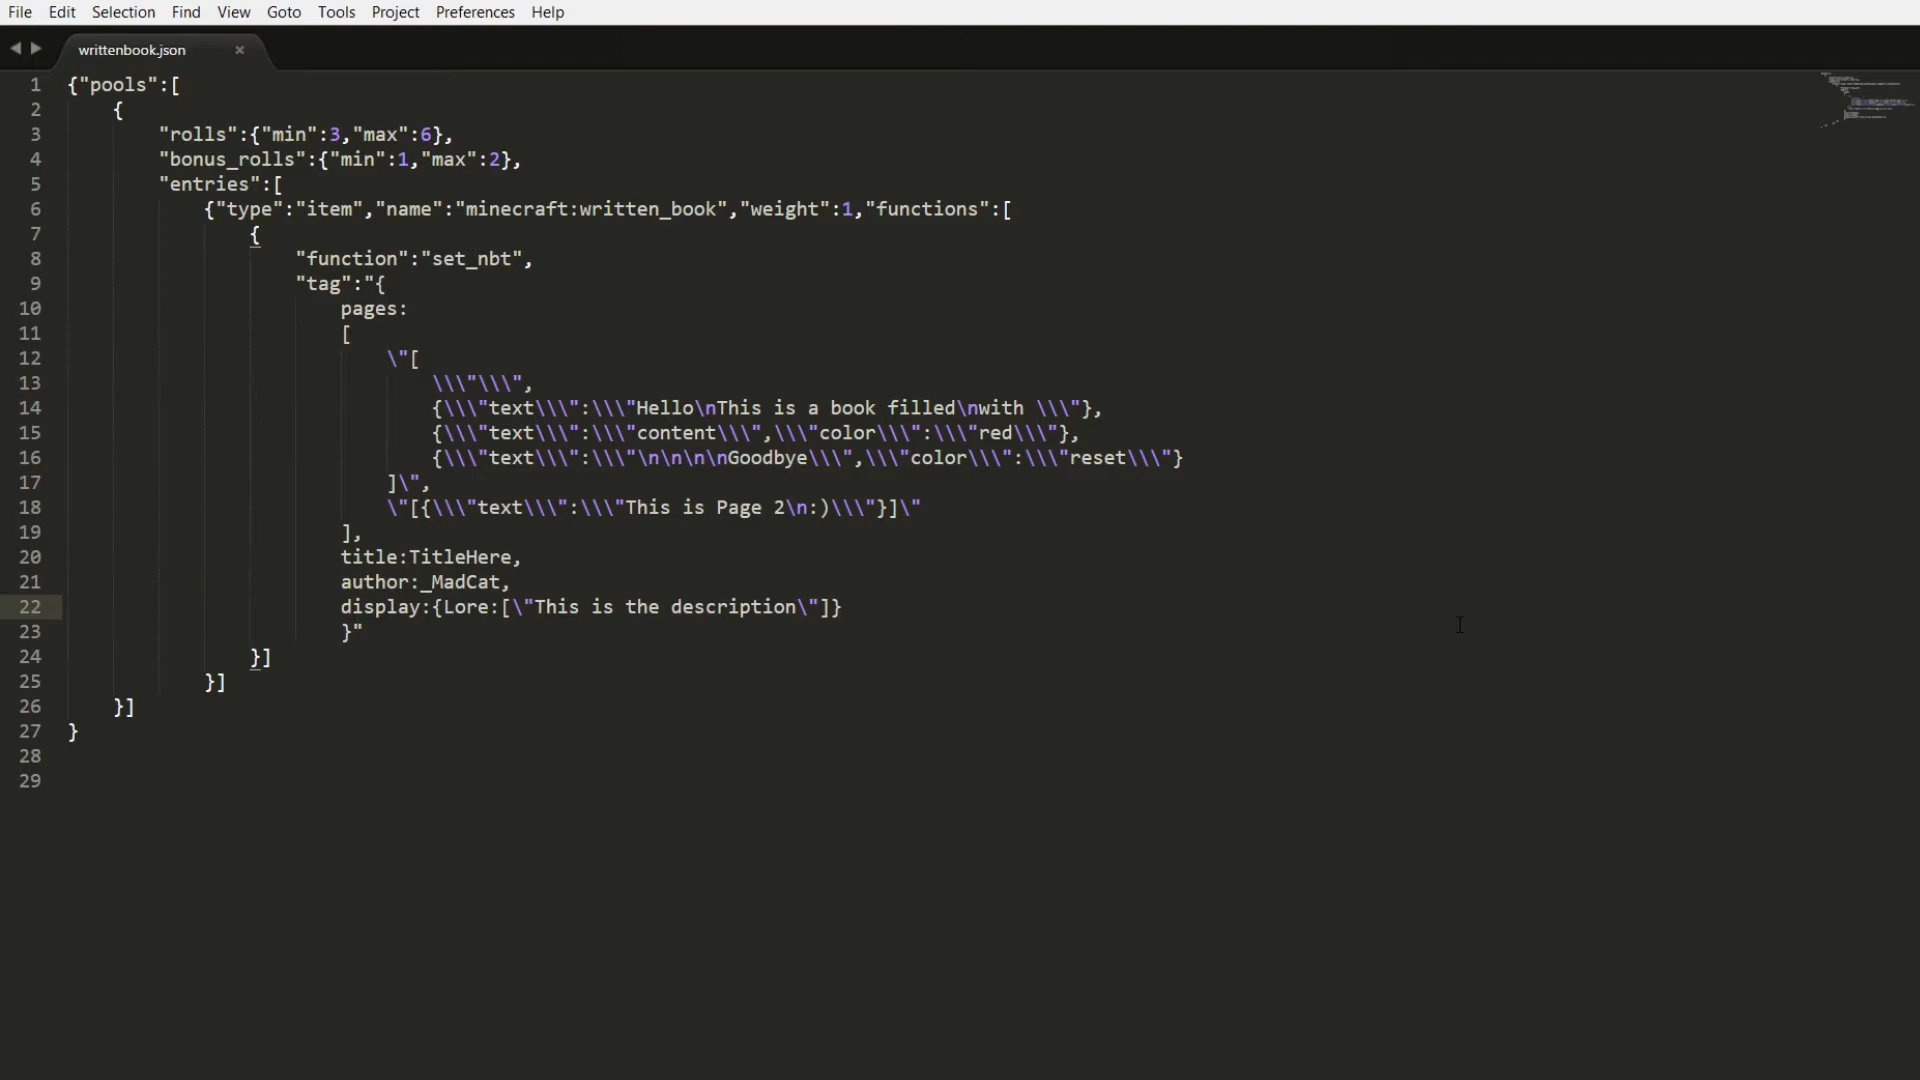 File Edit Selection Find View Goto Tools Project Preferences Help
writtenbook.json ×
1 {"pools":[
2 {
3 "rolls":{"min":3,"max":6},
4 "bonus_rolls":{"min":1,"max":2},
5 "entries":[
6 {"type":"item","name":"minecraft:written_book","weight":1,"functions":[
7 {
8 "function":"set_nbt",
9 "tag":"{
10 pages:
11 [
12 \"[
13 \\\"\\\",
14 {\\\"text\\\":\\\"Hello\nThis is a book filled\nwith \\\"},
15 {\\\"text\\\":\\\"content\\\",\\\"color\\\":\\\"red\\\"},
16 {\\\"text\\\":\\\"\n\n\n\nGoodbye\\\",\\\"color\\\":\\\"reset\\\"}
17 ]\",
18 \"[{\\\"text\\\":\\\"This is Page 2\n:)\\\"}]\"
19 ],
20 title:TitleHere,
21 author:_MadCat,
22 display:{Lore:[\"This is the description\"]}
23 }"
24 }]
25 }]
26 }]
27 }
28
29